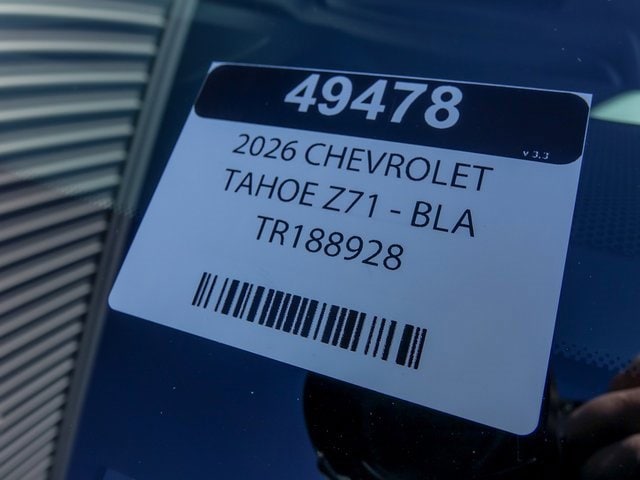 49478
v 3.3
2026 CHEVROLET
TAHOE Z71 - BLA
TR188928